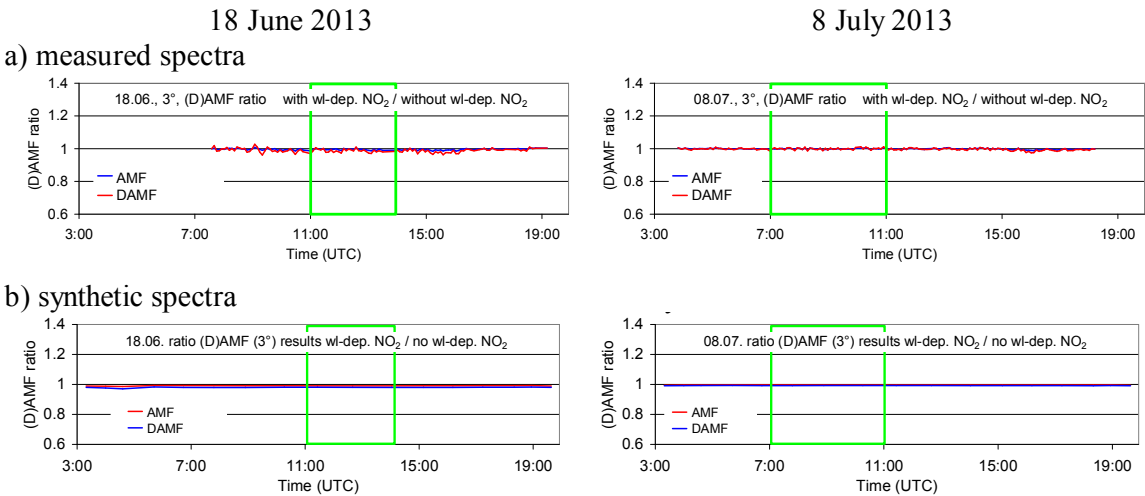 18 June 2013 8 July 2013
a) measured spectra
18.06., 3°, (D)AMF ratio with wl-dep. NO₂ / without wl-dep. NO₂
(D)AMF ratio
1.4
1.2
1
0.8
0.6
AMF
DAMF
3:00 7:00 11:00 15:00 19:00
Time (UTC)
08.07., 3°, (D)AMF ratio with wl-dep. NO₂ / without wl-dep. NO₂
(D)AMF ratio
1.4
1.2
1
0.8
0.6
AMF
DAMF
3:00 7:00 11:00 15:00 19:00
Time (UTC)
b) synthetic spectra
18.06. ratio (D)AMF (3°) results wl-dep. NO₂ / no wl-dep. NO₂
(D)AMF ratio
1.4
1.2
1
0.8
0.6
AMF
DAMF
3:00 7:00 11:00 15:00 19:00
Time (UTC)
08.07. ratio (D)AMF (3°) results wl-dep. NO₂ / no wl-dep. NO₂
(D)AMF ratio
1.4
1.2
1
0.8
0.6
AMF
DAMF
3:00 7:00 11:00 15:00 19:00
Time (UTC)